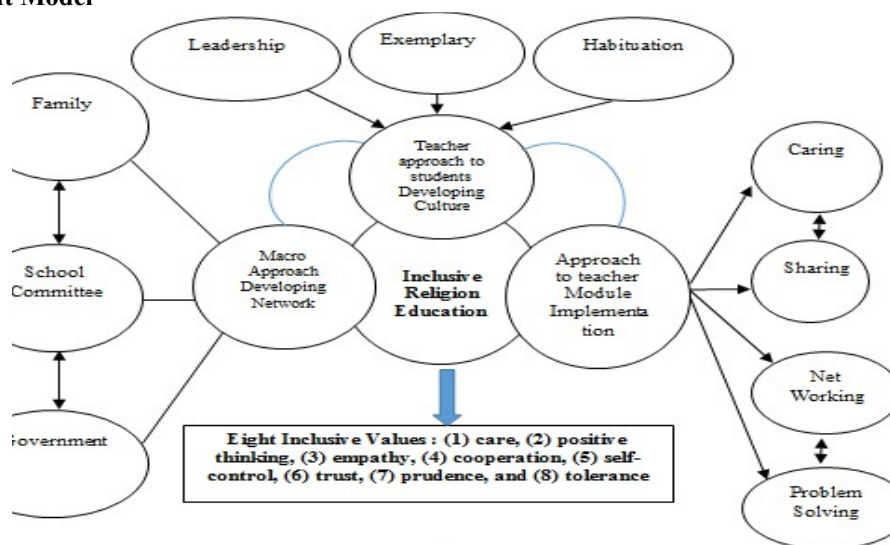 Leadership
Exemplary
Habituation
Family
Teacher
approach to
students
Developing
Culture
Caring
School
Committee
Macro
Approach
Developing
Network
Inclusive
Religion
Education
Approach
to teacher
Module
Implementa
tion
Sharing
Net
Working
Eight Inclusive Values : (1) care, (2) positive
thinking, (3) empathy, (4) cooperation, (5) self-
control, (6) trust, (7) prudence, and (8) tolerance
Problem
Solving